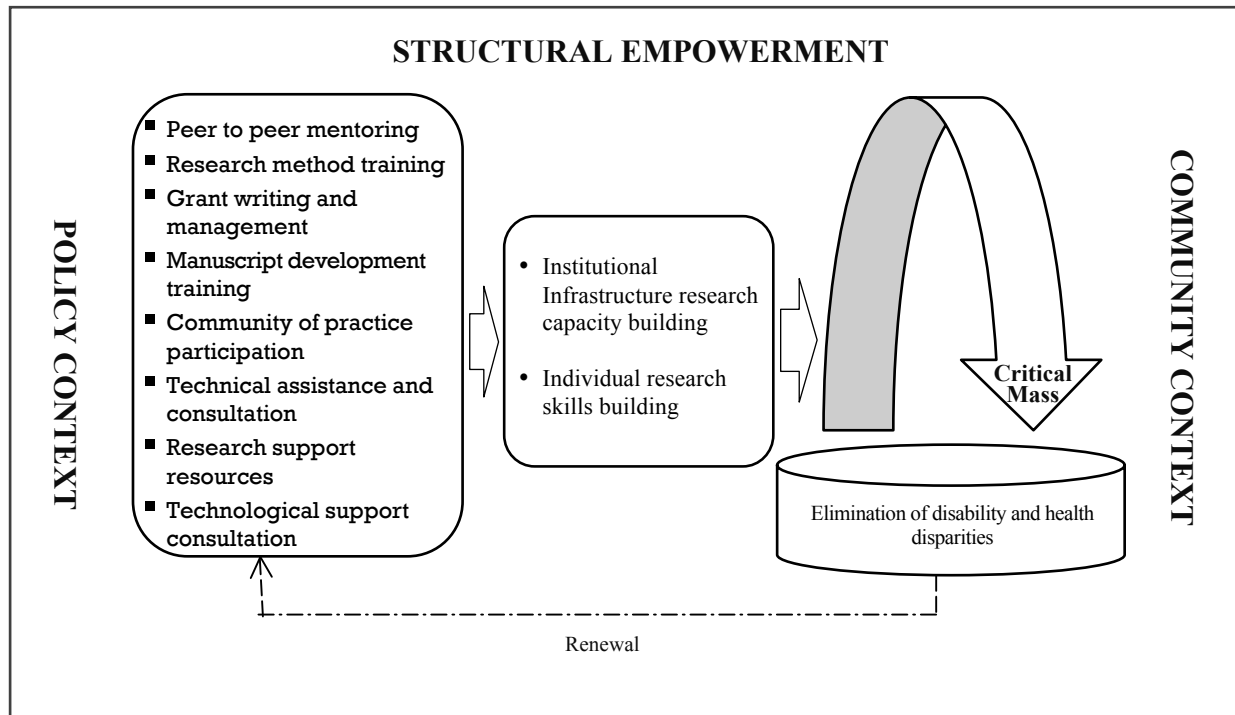 STRUCTURAL EMPOWERMENT
POLICY CONTEXT
▪ Peer to peer mentoring
▪ Research method training
▪ Grant writing and
management
▪ Manuscript development
training
▪ Community of practice
participation
▪ Technical assistance and
consultation
▪ Research support
resources
▪ Technological support
consultation
• Institutional
Infrastructure research
capacity building
• Individual research
skills building
Critical
Mass
Elimination of disability and health
disparities
COMMUNITY CONTEXT
Renewal